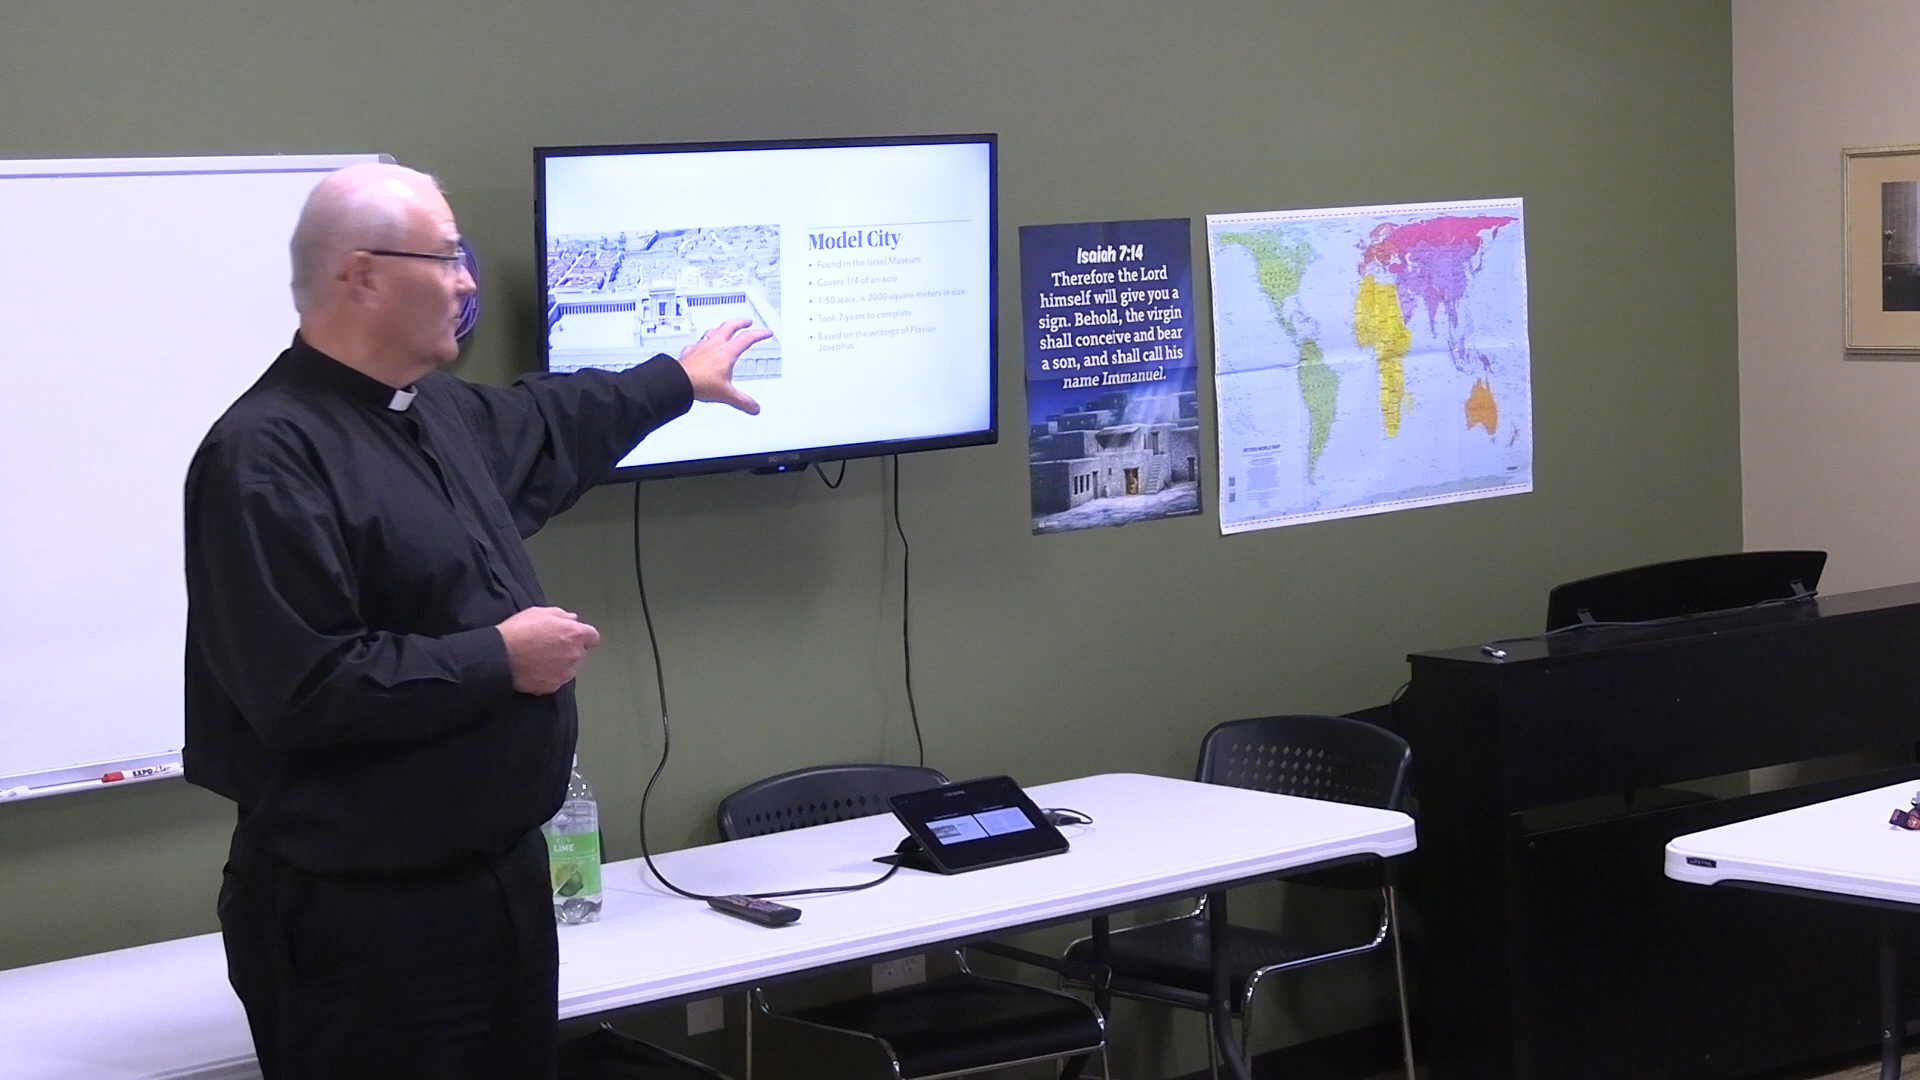 Model City
• Found in the Israel Museum
• Covers 1/4 of an acre
• 1:50 scale, is 2000 square meters in size
• Took 7 years to complete
• Based on the writings of Flavius
Josephus
Isaiah 7:14
Therefore the Lord
himself will give you a
sign. Behold, the virgin
shall conceive and bear
a son, and shall call his
name Immanuel.
EXPO
LIME